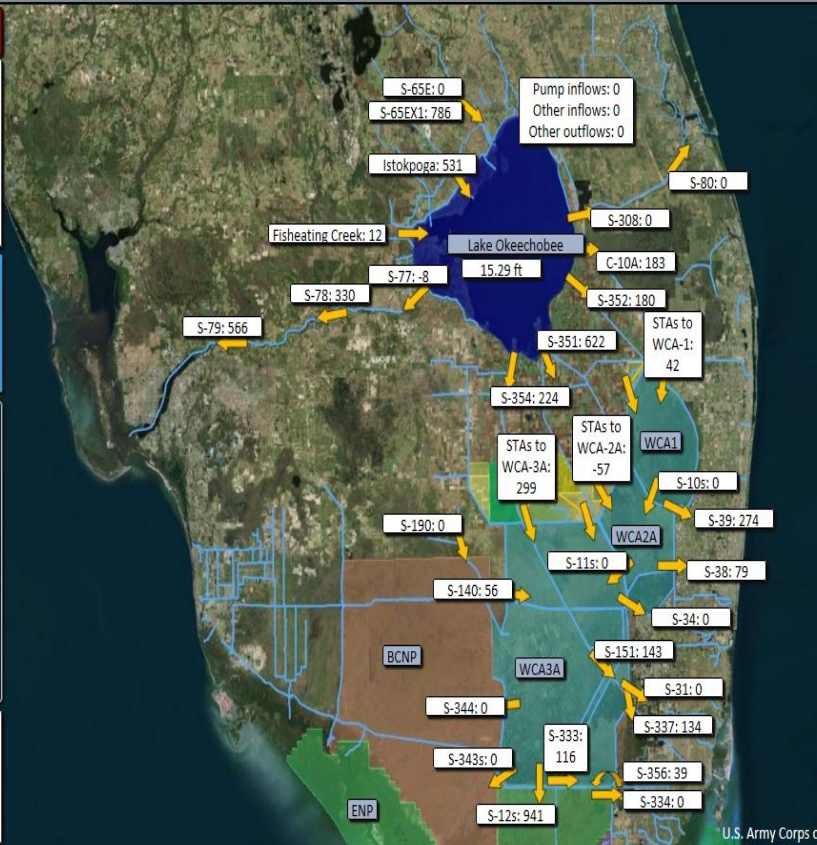 S-65E: 0
S-65EX1: 786
Pump inflows: 0
Other inflows: 0
Other outflows: 0
Istokpoga: 531
S-80: 0
S-308: 0
Fisheating Creek: 12
Lake Okeechobee
15.29 ft
C-10A: 183
S-77: -8
S-78: 330
S-352: 180
S-79: 566
S-351: 622
STAs to
WCA-1:
42
S-354: 224
STAs to
WCA-2A:
-57
STAs to
WCA-3A:
299
WCA1
S-10s: 0
S-39: 274
S-190: 0
WCA2A
S-11s: 0
S-38: 79
S-140: 56
S-34: 0
S-151: 143
BCNP
WCA3A
S-31: 0
S-344: 0
S-337: 134
S-333:
116
S-343s: 0
S-356: 39
S-334: 0
ENP
S-12s: 941
U.S. Army Corps o